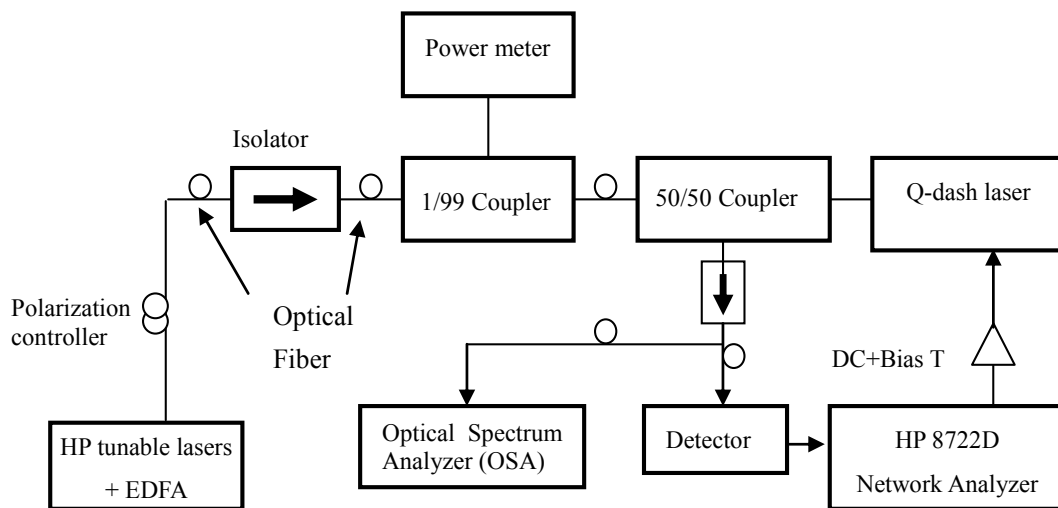 Power meter
Isolator
1/99 Coupler
50/50 Coupler
Q-dash laser
Polarization
controller
Optical
Fiber
DC+Bias T
HP tunable lasers
+ EDFA
Optical Spectrum
Analyzer (OSA)
Detector
HP 8722D
Network Analyzer